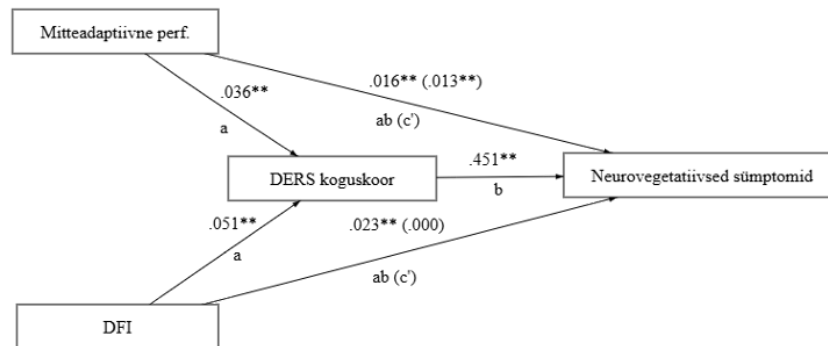 Mitteadaptiivne perf.
.016** (.013**)
.036**
a
ab (c')
DERS koguskoor
.451**
b
Neurovegetatiivsed sümptomid
.051**
a
.023** (.000)
ab (c')
DFI